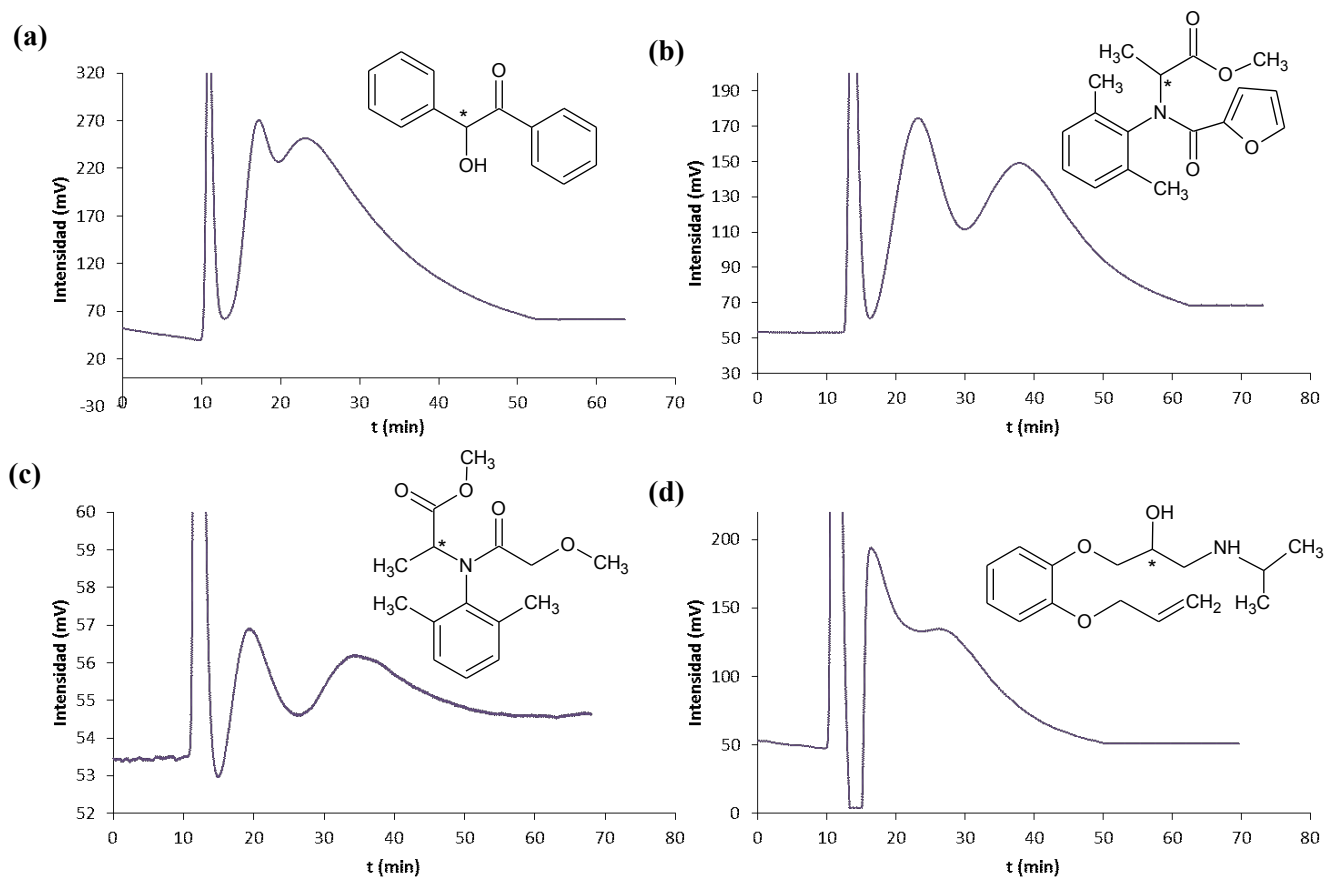 (a)
Intensidad (mV)
320
270
220
170
120
70
20
-30
0 10 20 30 40 50 60 70
t (min)
O
*
OH
(b)
Intensidad (mV)
190
170
150
130
110
90
70
50
30
0 10 20 30 40 50 60 70 80
t (min)
O
H₃C
O
CH₃
*
CH₃
N
O
O
CH₃
(c)
Intensidad (mV)
60
59
58
57
56
55
54
53
52
0 10 20 30 40 50 60 70 80
t (min)
CH₃
O
O
O
*
H₃C
N
O
CH₃
H₃C
CH₃
(d)
Intensidad (mV)
200
150
100
50
0
0 10 20 30 40 50 60 70 80
t (min)
OH
O
*
NH
CH₃
H₃C
O
CH₂